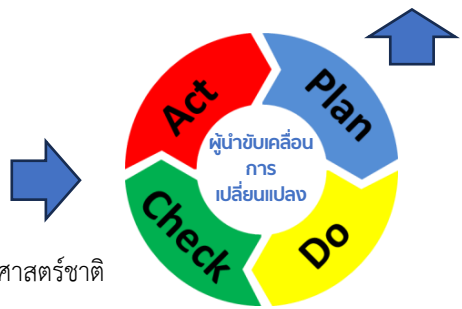 Act
Plan
ผู้นำขับเคลื่อน
การ
เปลี่ยนแปลง
Check
Do
ศาสตร์ชาติ